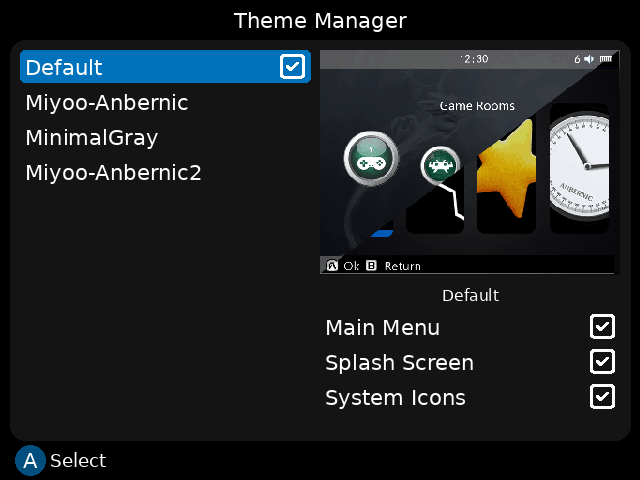 Theme Manager
Default
Miyoo-Anbernic
MinimalGray
Miyoo-Anbernic2
2:30
6
Game Rooms
ANBERNIC
A Ok B Return
Default
Main Menu
Splash Screen
System Icons
A Select